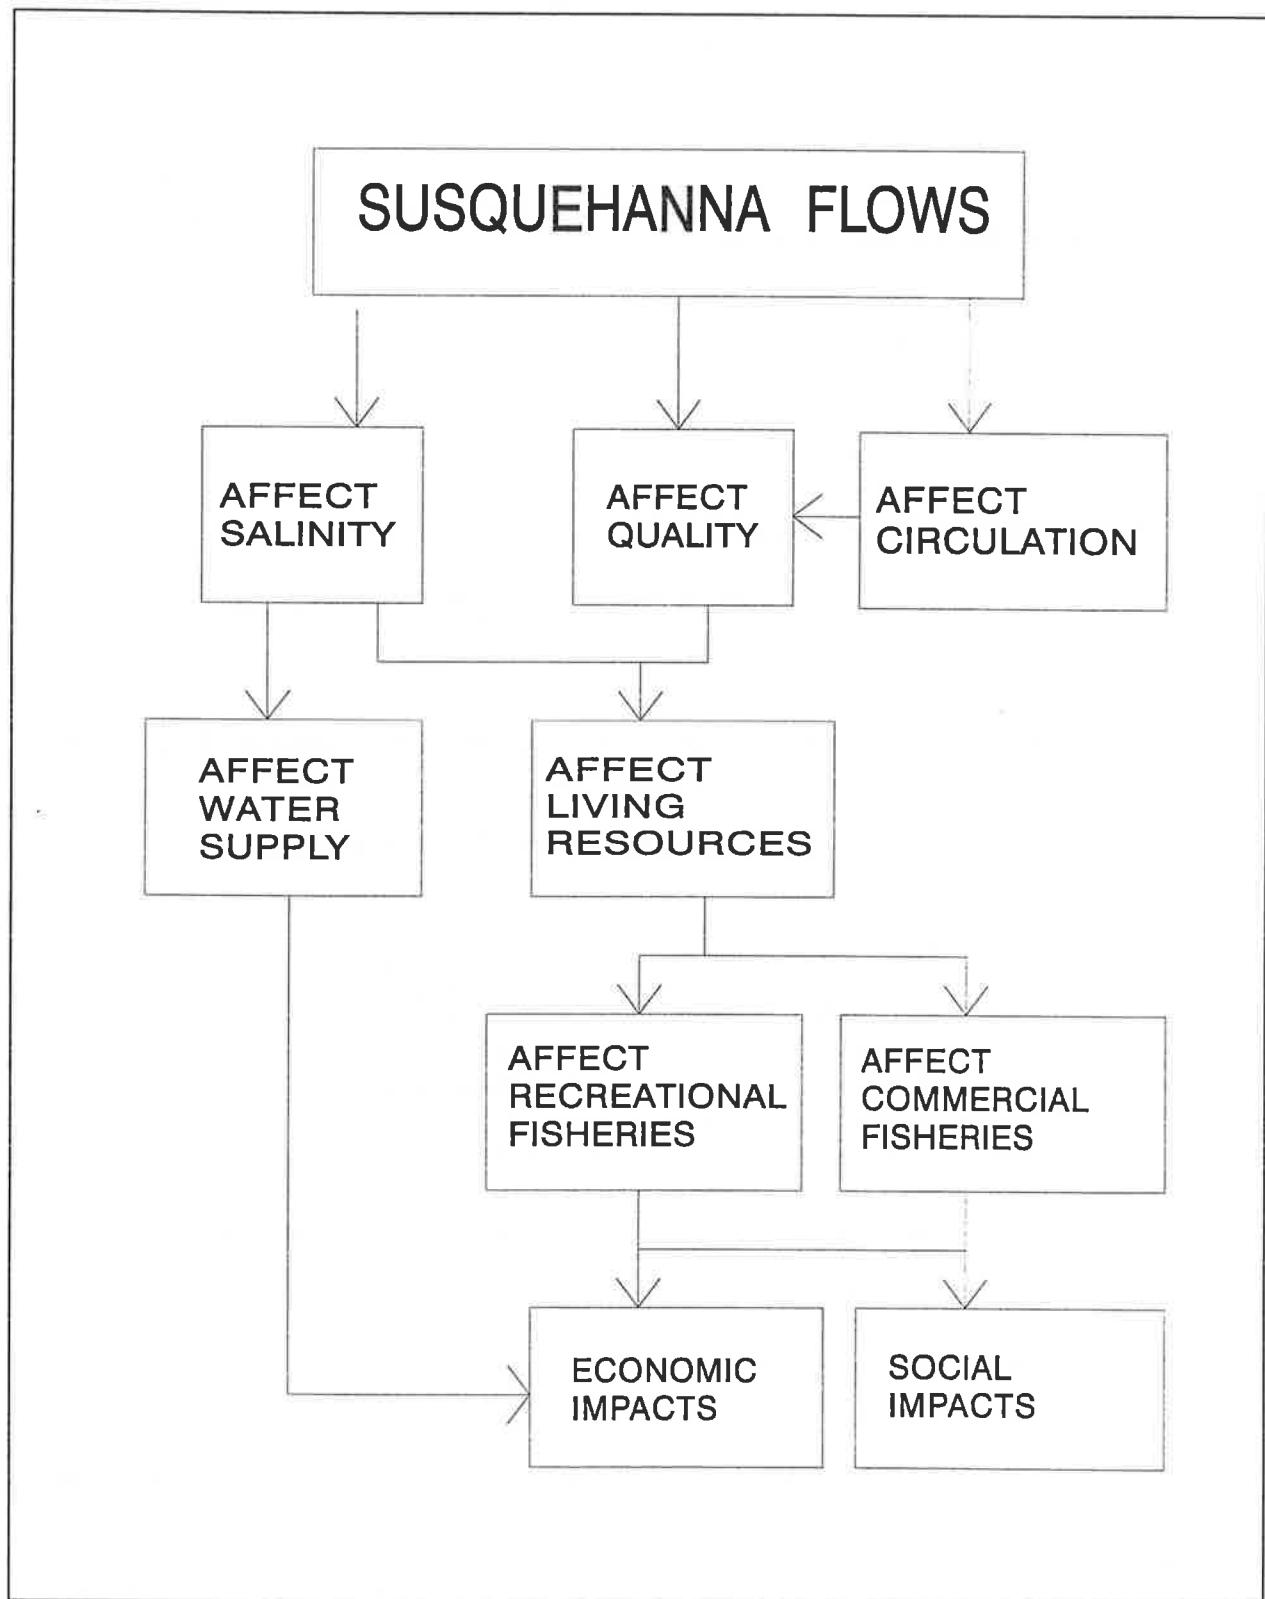 SUSQUEHANNA FLOWS
AFFECT
SALINITY
AFFECT
QUALITY
AFFECT
CIRCULATION
AFFECT
WATER
SUPPLY
AFFECT
LIVING
RESOURCES
AFFECT
RECREATIONAL
FISHERIES
AFFECT
COMMERCIAL
FISHERIES
ECONOMIC
IMPACTS
SOCIAL
IMPACTS